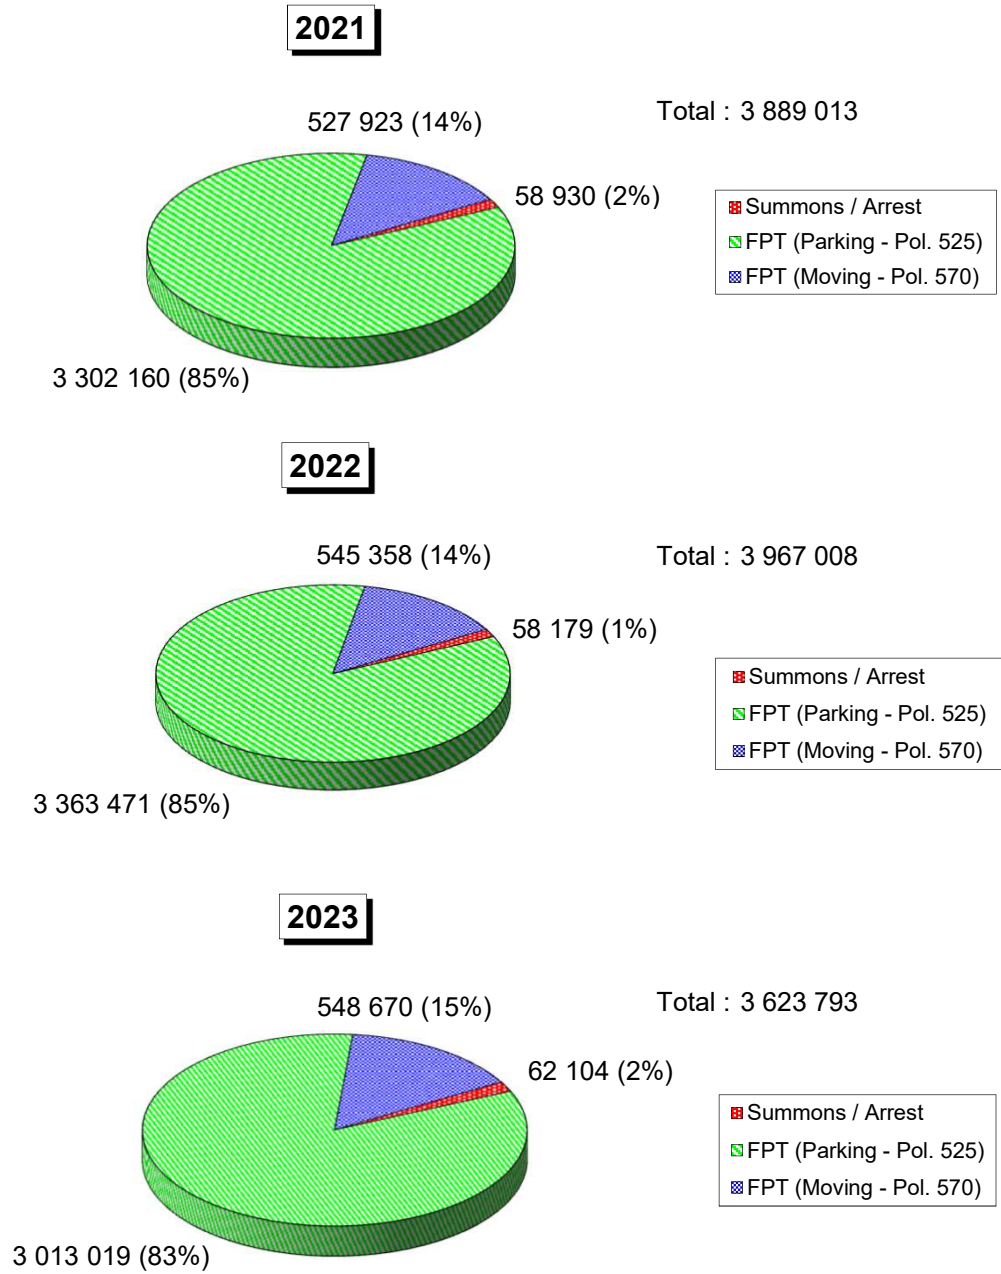 2021
527 923 (14%)
Total : 3 889 013
58 930 (2%)
Summons / Arrest
FPT (Parking - Pol. 525)
FPT (Moving - Pol. 570)
3 302 160 (85%)
2022
545 358 (14%)
Total : 3 967 008
58 179 (1%)
Summons / Arrest
FPT (Parking - Pol. 525)
FPT (Moving - Pol. 570)
3 363 471 (85%)
2023
548 670 (15%)
Total : 3 623 793
62 104 (2%)
Summons / Arrest
FPT (Parking - Pol. 525)
FPT (Moving - Pol. 570)
3 013 019 (83%)